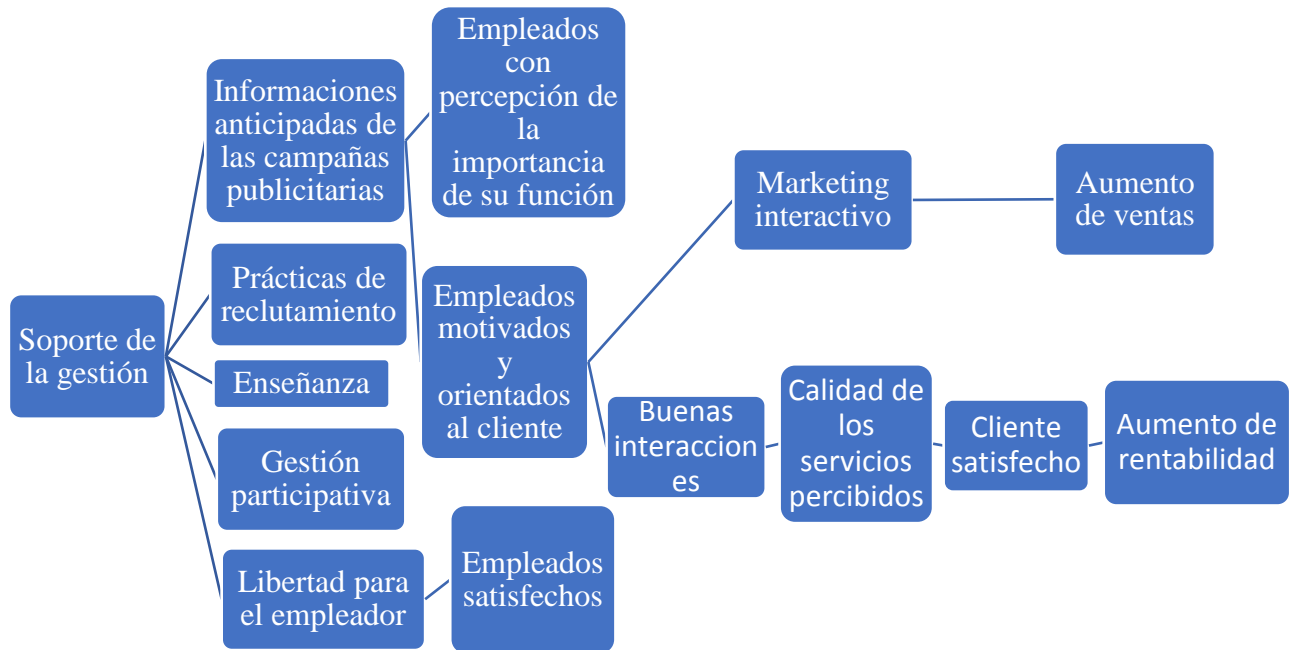 Soporte de
la gestión
Informaciones
anticipadas de
las campañas
publicitarias
Prácticas de
reclutamiento
Enseñanza
Gestión
participativa
Libertad para
el empleador
Empleados
con
percepción de
la
importancia
de su función
Empleados
motivados
y
orientados
al cliente
Empleados
satisfechos
Marketing
interactivo
Aumento
de ventas
Buenas
interaccion
es
Calidad de
los
servicios
percibidos
Cliente
satisfecho
Aumento de
rentabilidad